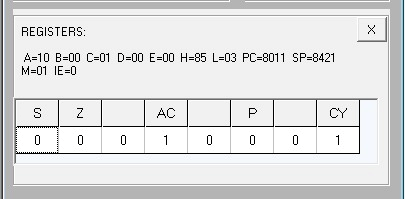 REGISTERS:
X
A=10 B=00 C=01 D=00 E=00 H=85 L=03 PC=8011 SP=8421
M=01 IE=0
S Z AC P CY
0 0 0 1 0 0 0 1